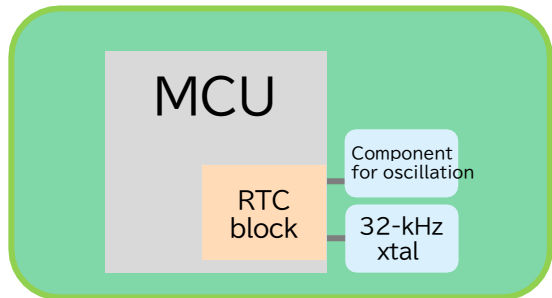 MCU
Component
for oscillation
RTC
block
32-kHz
xtal